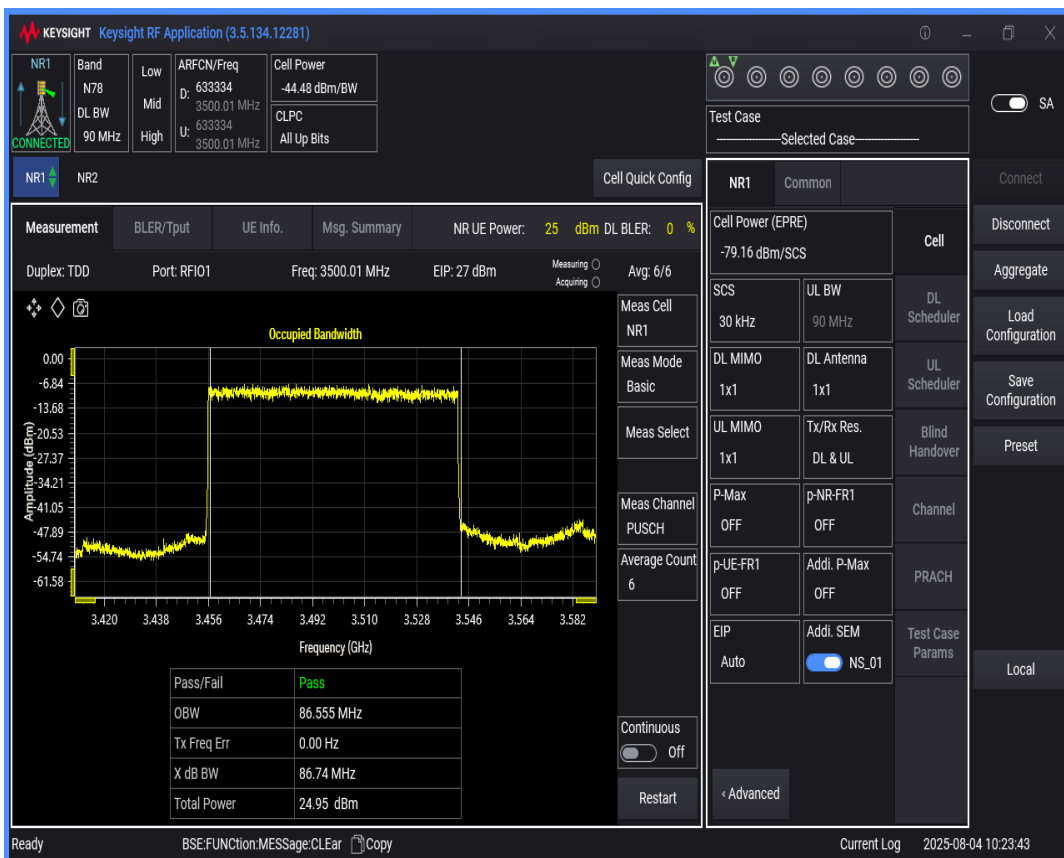 KEYSIGHT Keysight RF Application (3.5.134.12281)
NR1
CONNECTED
Band
N78
DL BW
90 MHz
Low
Mid
High
ARFCN/Freq
D: 633334
3500.01 MHz
U: 633334
3500.01 MHz
Cell Power
-44.48 dBm/BW
CLPC
All Up Bits
Test Case
Selected Case
SA
NR1 NR2
Cell Quick Config
Measurement BLER/Tput UE Info. Msg. Summary NR UE Power: 25 dBm DL BLER: 0 %
Duplex: TDD Port: RFIO1 Freq: 3500.01 MHz EIP: 27 dBm Measuring Acquiring Avg: 6/6
Occupied Bandwidth
Amplitude (dBm)
0.00
-6.84
-13.68
-20.53
-27.37
-34.21
-41.05
-47.89
-54.74
-61.58
3.420 3.438 3.456 3.474 3.492 3.510 3.528 3.546 3.564 3.582
Frequency (GHz)
Pass/Fail Pass
OBW 86.555 MHz
Tx Freq Err 0.00 Hz
X dB BW 86.74 MHz
Total Power 24.95 dBm
Meas Cell
NR1
Meas Mode
Basic
Meas Select
Meas Channel
PUSCH
Average Count
6
Continuous
Off
Restart
NR1 Common
Cell Power (EPRE)
-79.16 dBm/SCS
SCS
30 kHz
UL BW
90 MHz
DL MIMO
1x1
DL Antenna
1x1
UL MIMO
1x1
Tx/Rx Res.
DL & UL
P-Max
OFF
p-NR-FR1
OFF
p-UE-FR1
OFF
Addi. P-Max
OFF
EIP
Auto
Addi. SEM
NS_01
‹ Advanced
Cell
DL
Scheduler
UL
Scheduler
Blind
Handover
Channel
PRACH
Test Case
Params
Connect
Disconnect
Aggregate
Load
Configuration
Save
Configuration
Preset
Local
Ready BSE:FUNCtion:MESSage:CLEar Copy Current Log 2025-08-04 10:23:43